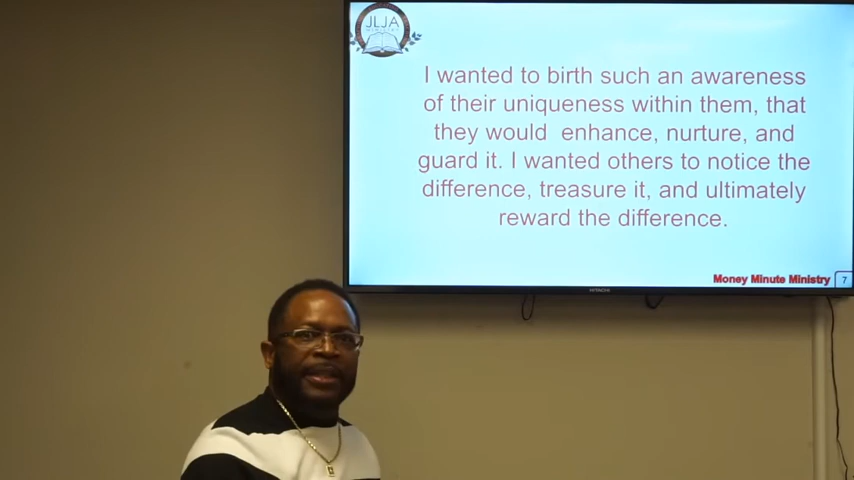 JLJA
I wanted to birth such an awareness
of their uniqueness within them, that
they would enhance, nurture, and
guard it. I wanted others to notice the
difference, treasure it, and ultimately
reward the difference.
Money Minute Ministry
7
HITACHI